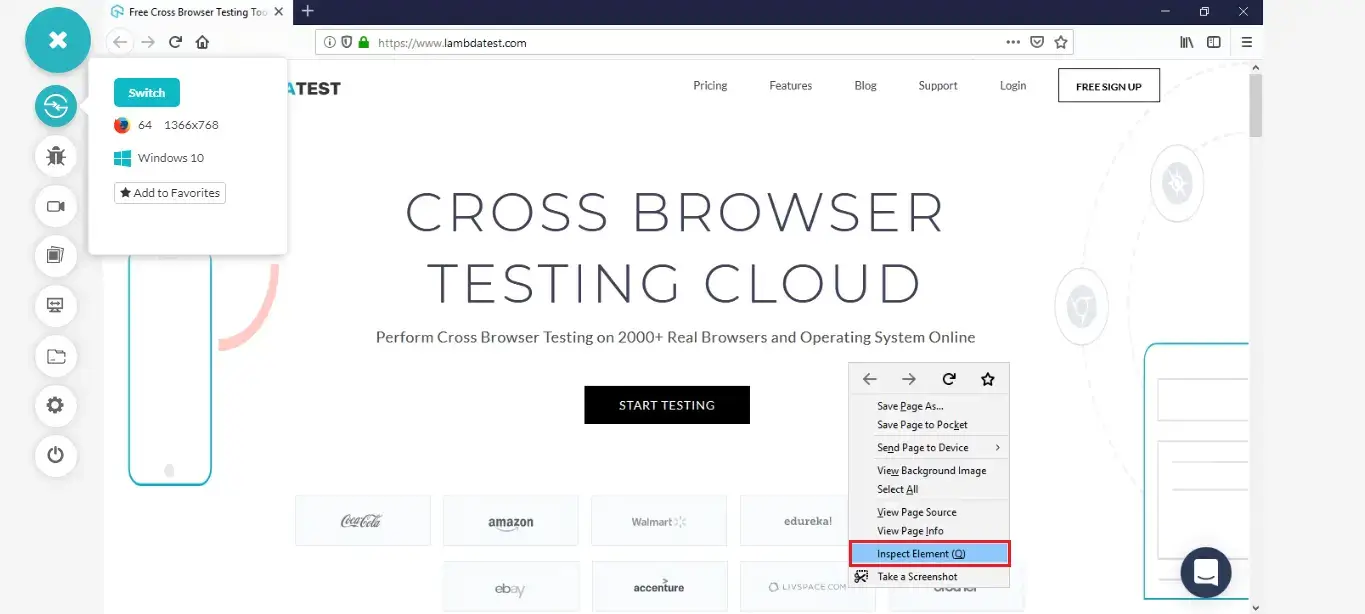 Free Cross Browser Testing Too
https://www.lambdatest.com
Switch
64 1366x768
Windows 10
Add to Favorites
ATEST
Pricing
Features
Blog
Support
Login
FREE SIGN UP
CROSS BROWSER
TESTING CLOUD
Perform Cross Browser Testing on 2000+ Real Browsers and Operating System Online
START TESTING
Save Page As...
Save Page to Pocket
Send Page to Device
View Background Image
Select All
View Page Source
View Page Info
Inspect Element (Q)
Take a Screenshot
Coca-Cola
amazon
Walmart
edureka!
ebay
accenture
LIVSPACE.COM
brother